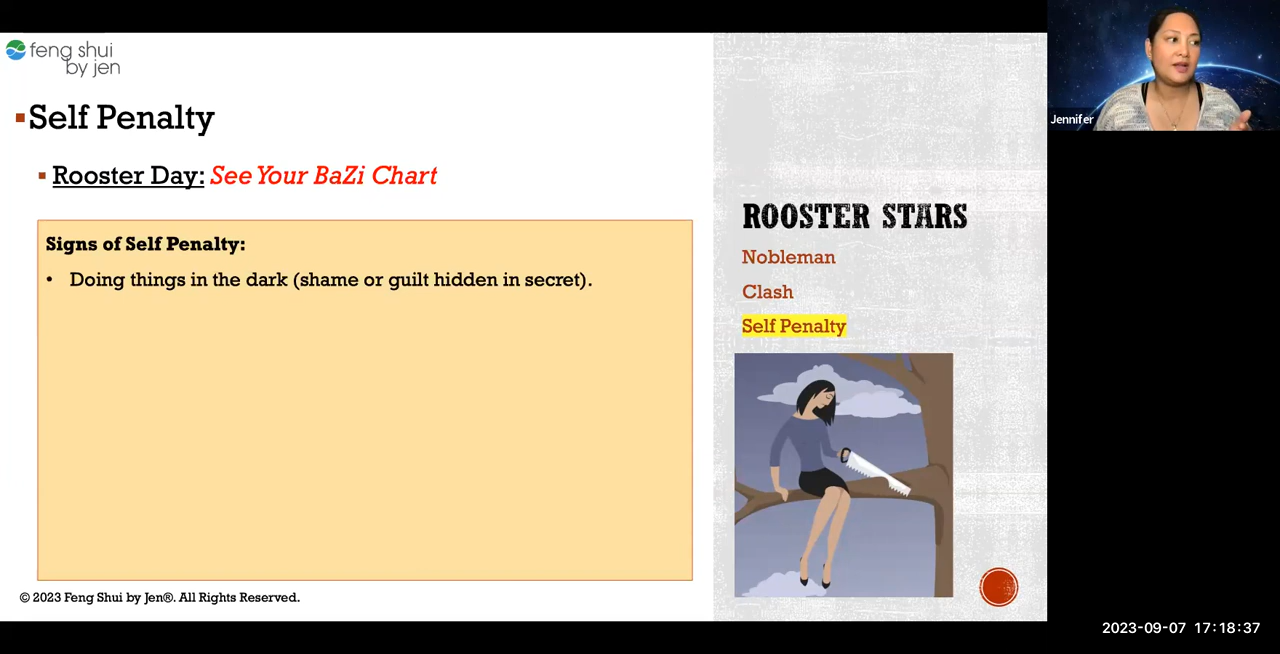 feng shui
by jen
Self Penalty
Rooster Day: See Your BaZi Chart
Signs of Self Penalty:
• Doing things in the dark (shame or guilt hidden in secret).
© 2023 Feng Shui by Jen®. All Rights Reserved.
ROOSTER STARS
Nobleman
Clash
Self Penalty
Jennifer
2023-09-07 17:18:37